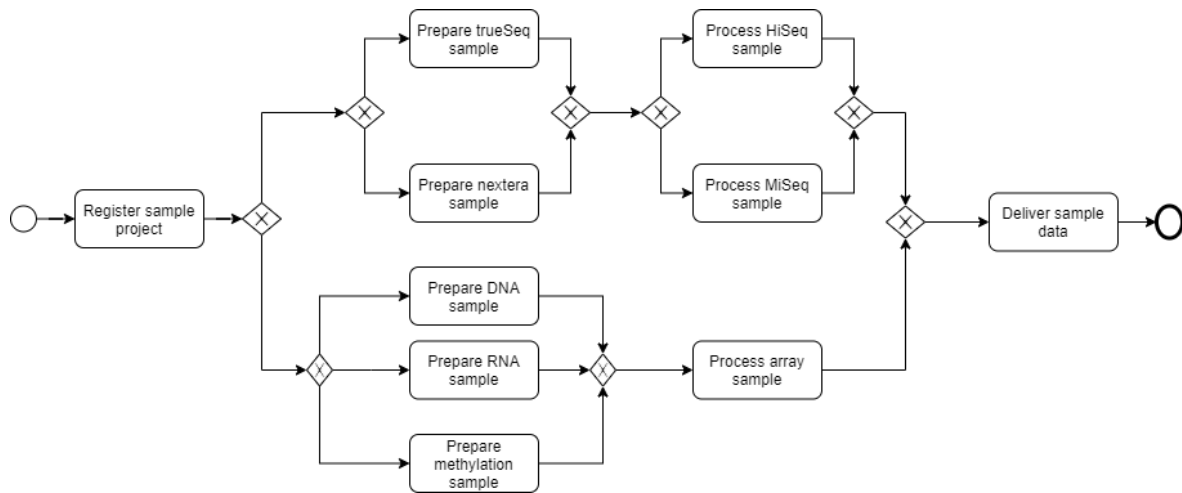 Prepare trueSeq
sample
Process HiSeq
sample
Prepare nextera
sample
Process MiSeq
sample
Register sample
project
Deliver sample
data
Prepare DNA
sample
Prepare RNA
sample
Process array
sample
Prepare
methylation
sample